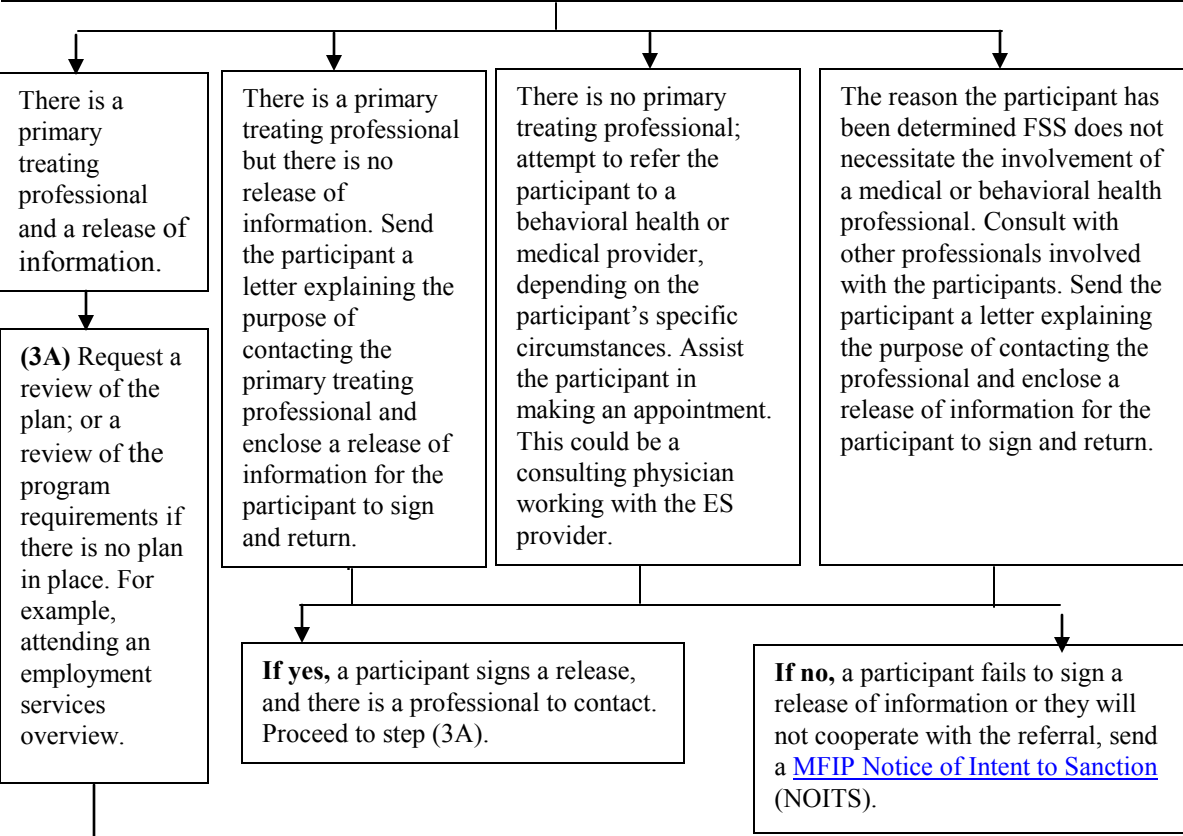 There is a
primary
treating
professional
and a release of
information.
There is a primary
treating professional
but there is no
release of
information. Send
the participant a
letter explaining the
purpose of
contacting the
primary treating
professional and
enclose a release of
information for the
participant to sign
and return.
There is no primary
treating professional;
attempt to refer the
participant to a
behavioral health or
medical provider,
depending on the
participant’s specific
circumstances. Assist
the participant in
making an appointment.
This could be a
consulting physician
working with the ES
provider.
The reason the participant has
been determined FSS does not
necessitate the involvement of
a medical or behavioral health
professional. Consult with
other professionals involved
with the participants. Send the
participant a letter explaining
the purpose of contacting the
professional and enclose a
release of information for the
participant to sign and return.
(3A) Request a
review of the
plan; or a
review of the
program
requirements if
there is no plan
in place. For
example,
attending an
employment
services
overview.
If yes, a participant signs a release,
and there is a professional to contact.
Proceed to step (3A).
If no, a participant fails to sign a
release of information or they will
not cooperate with the referral, send
a MFIP Notice of Intent to Sanction
(NOITS).